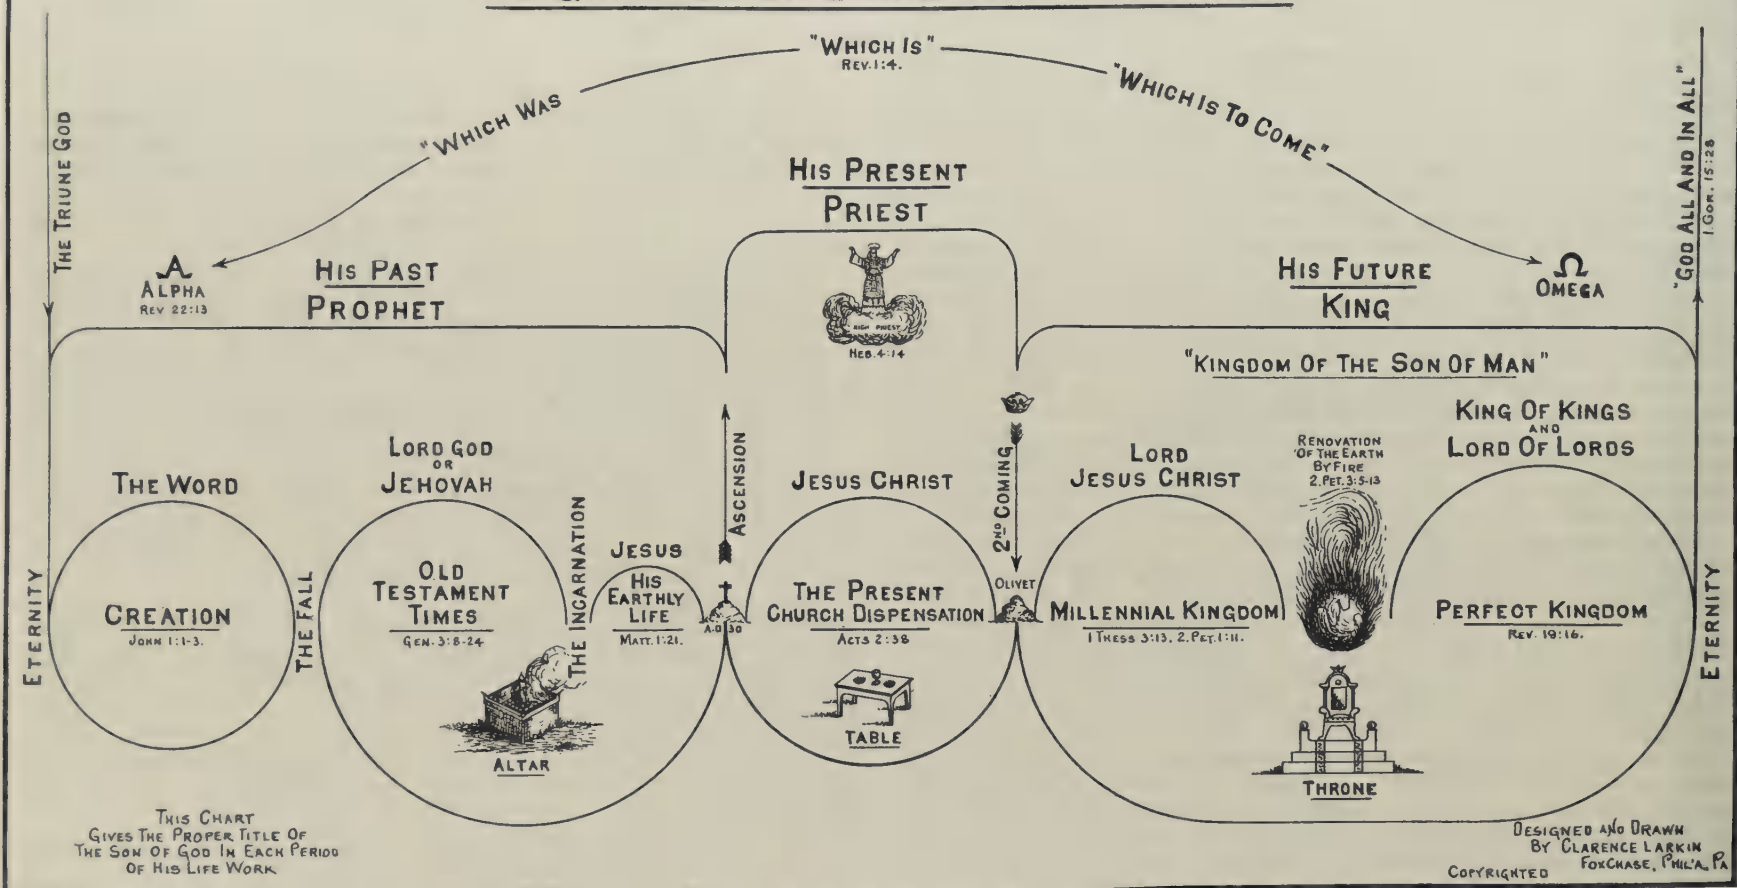 "WHICH IS"
REV. 1:4.
"WHICH WAS
"WHICH IS TO COME"
THE TRIUNE GOD
"GOD ALL AND IN ALL"
1. COR. 15:28
HIS PRESENT
PRIEST
A
ALPHA
REV 22:13
HIS PAST
PROPHET
HIGH PRIEST
HEB. 4:14
HIS FUTURE
KING
Ω
OMEGA
"KINGDOM OF THE SON OF MAN"
THE WORD
LORD GOD
OR
JEHOVAH
THE INCARNATION
JESUS
ASCENSION
JESUS CHRIST
2ND COMING
LORD
JESUS CHRIST
RENOVATION
OF THE EARTH
BY FIRE
2. PET. 3:5-13
KING OF KINGS
AND
LORD OF LORDS
ETERNITY
CREATION
JOHN 1:1-3.
THE FALL
OLD
TESTAMENT
TIMES
GEN. 3:8-24
HIS
EARTHLY
LIFE
MATT. 1:21.
A.D 30
THE PRESENT
CHURCH DISPENSATION
ACTS 2:38
OLIVET
MILLENNIAL KINGDOM
1 THESS 3:13. 2. PET. 1:11.
PERFECT KINGDOM
REV. 19:16.
ETERNITY
ALTAR
TABLE
THRONE
THIS CHART
GIVES THE PROPER TITLE OF
THE SON OF GOD IN EACH PERIOD
OF HIS LIFE WORK
DESIGNED AND DRAWN
BY CLARENCE LARKIN
FOXCHASE, PHIL'A, PA
COPYRIGHTED